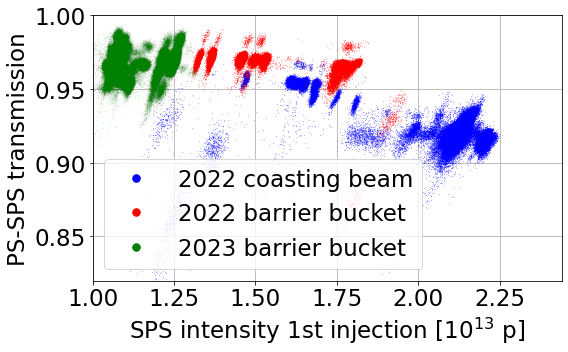 1.00
0.95
0.90
0.85
PS-SPS transmission
2022 coasting beam
2022 barrier bucket
2023 barrier bucket
1.00 1.25 1.50 1.75 2.00 2.25
SPS intensity 1st injection [10¹³ p]